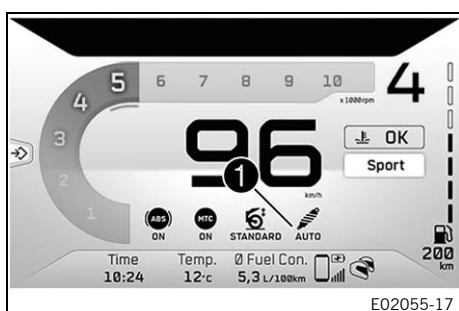 5 6 7 8 9 10
4
x1000rpm
4
3
2
1
96
km/h
OK
Sport
1
ABS MTC
ON ON STANDARD AUTO
Time Temp. Ø Fuel Con.
10:24 12°C 5,3 L/100km
200
km
E02055-17